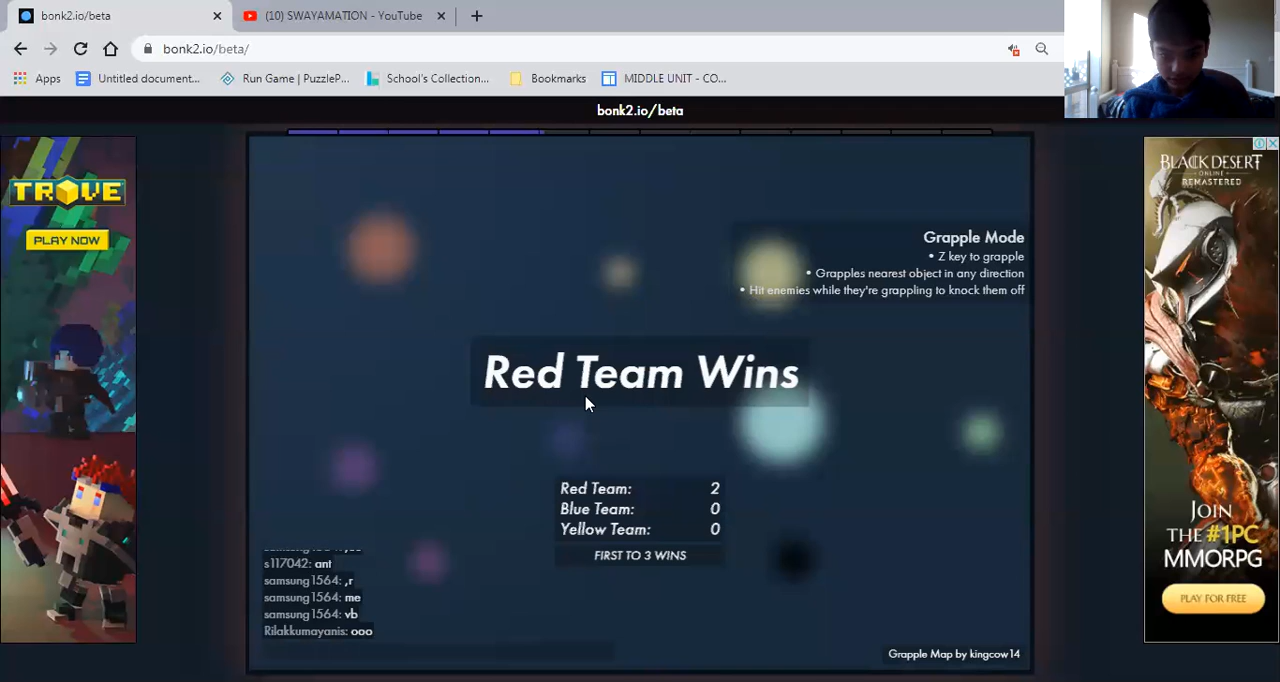 bonk2.io/beta
(10) SWAYAMATION - YouTube
bonk2.io/beta/
Apps
Untitled document...
Run Game | PuzzleP...
School's Collection...
Bookmarks
MIDDLE UNIT - CO...
bonk2.io/beta
TROVE
PLAY NOW
Grapple Mode
• Z key to grapple
• Grapples nearest object in any direction
• Hit enemies while they're grappling to knock them off
Red Team Wins
Red Team: 2
Blue Team: 0
Yellow Team: 0
FIRST TO 3 WINS
s117042: ant
samsung1564: ,r
samsung1564: me
samsung1564: vb
Rilakkumayanis: ooo
Grapple Map by kingcow14
BLACK DESERT
ONLINE
REMASTERED
JOIN
THE #1PC
MMORPG
PLAY FOR FREE